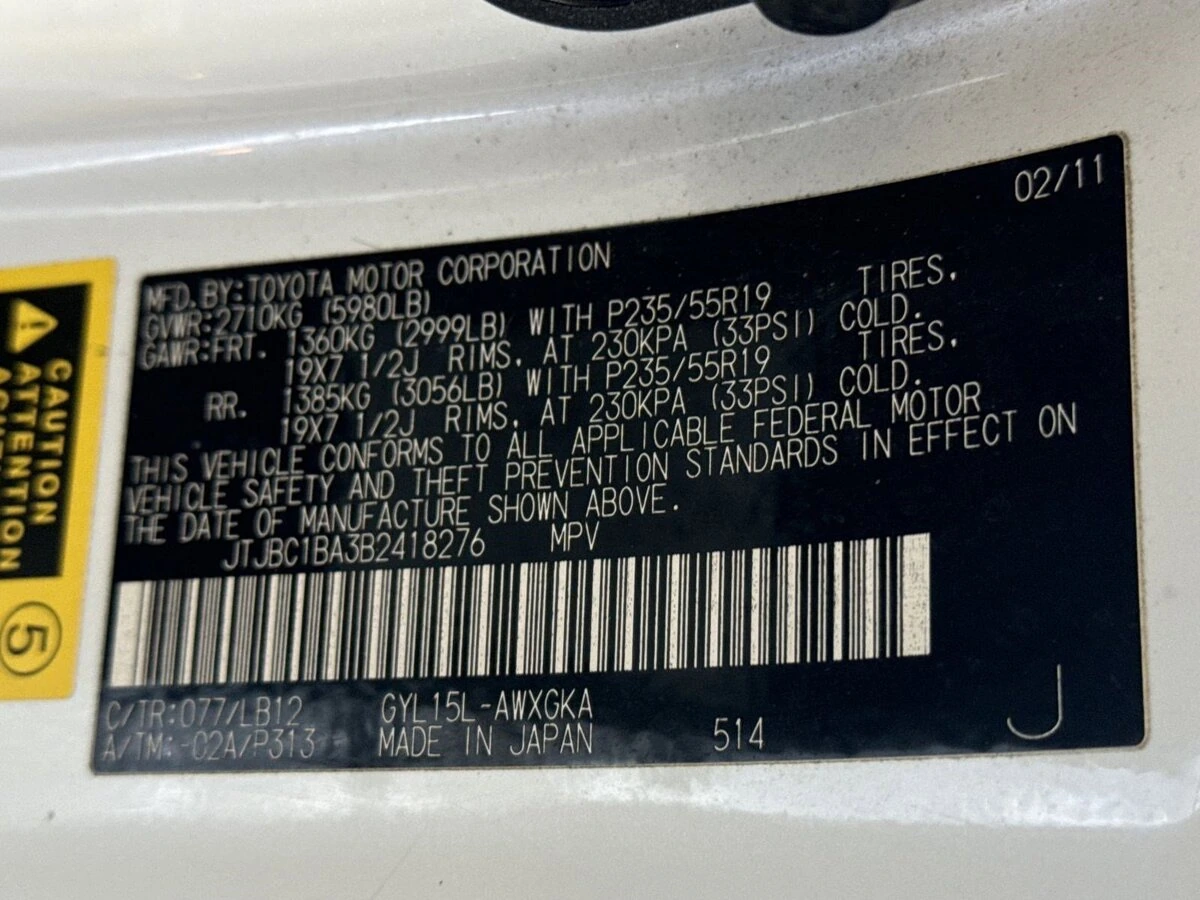 02/11
MFD.BY:TOYOTA MOTOR CORPORATION
GVWR:2710KG (5980LB)
GAWR:FRT. 1360KG (2999LB) WITH P235/55R19 TIRES,
19X7 1/2J RIMS, AT 230KPA (33PSI) COLD.
RR. 1385KG (3056LB) WITH P235/55R19 TIRES,
19X7 1/2J RIMS, AT 230KPA (33PSI) COLD.
THIS VEHICLE CONFORMS TO ALL APPLICABLE FEDERAL MOTOR
VEHICLE SAFETY AND THEFT PREVENTION STANDARDS IN EFFECT ON
THE DATE OF MANUFACTURE SHOWN ABOVE.
JTJBC1BA3B2418276 MPV
C/TR:077/LB12 GYL15L-AWXGKA
A/TM:-02A/P313 MADE IN JAPAN 514
J
CAUTION
ATTENTION
5